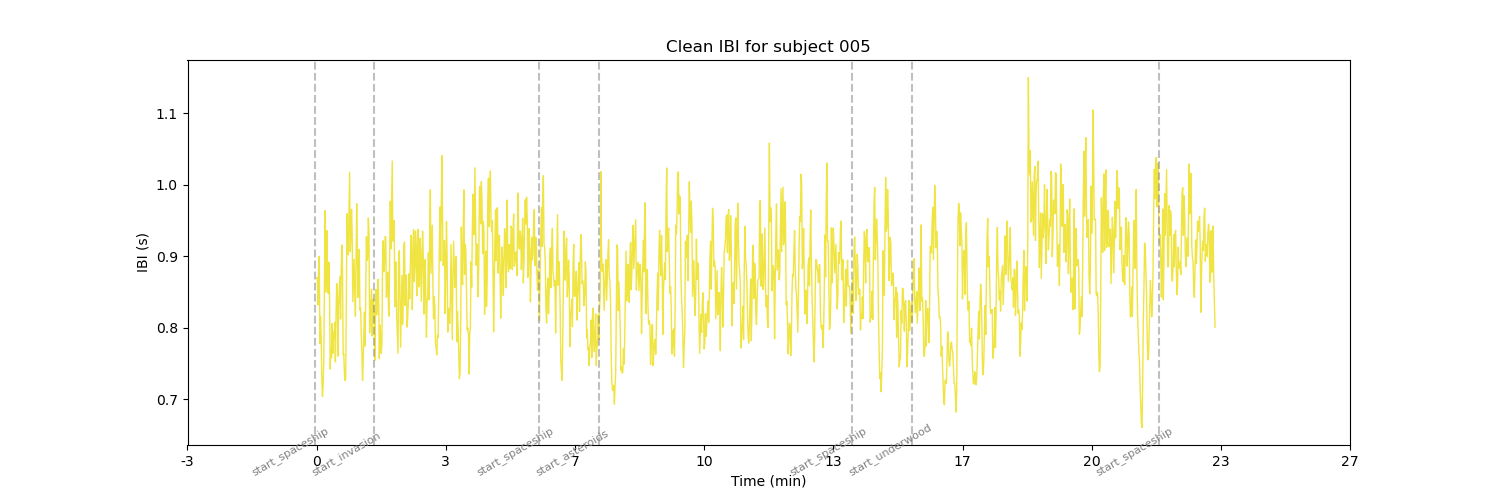 Clean IBI for subject 005
IBI (s)
1.1
1.0
0.9
0.8
0.7
start_spaceship
start_invasion
start_spaceship
start_asteroids
start_spaceship
start_underwood
start_spaceship
-3 0 3 7 10 13 17 20 23 27
Time (min)